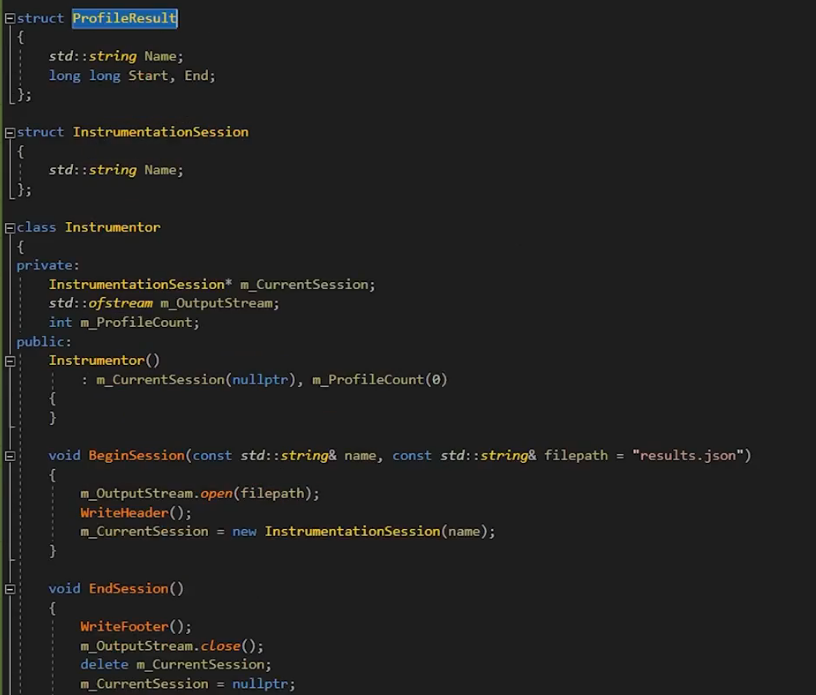 struct ProfileResult
{
    std::string Name;
    long long Start, End;
};
struct InstrumentationSession
{
    std::string Name;
};
class Instrumentor
{
private:
    InstrumentationSession* m_CurrentSession;
    std::ofstream m_OutputStream;
    int m_ProfileCount;
public:
    Instrumentor()
        : m_CurrentSession(nullptr), m_ProfileCount(0)
    {
    }
    void BeginSession(const std::string& name, const std::string& filepath = "results.json")
    {
        m_OutputStream.open(filepath);
        WriteHeader();
        m_CurrentSession = new InstrumentationSession(name);
    }
    void EndSession()
    {
        WriteFooter();
        m_OutputStream.close();
        delete m_CurrentSession;
        m_CurrentSession = nullptr;